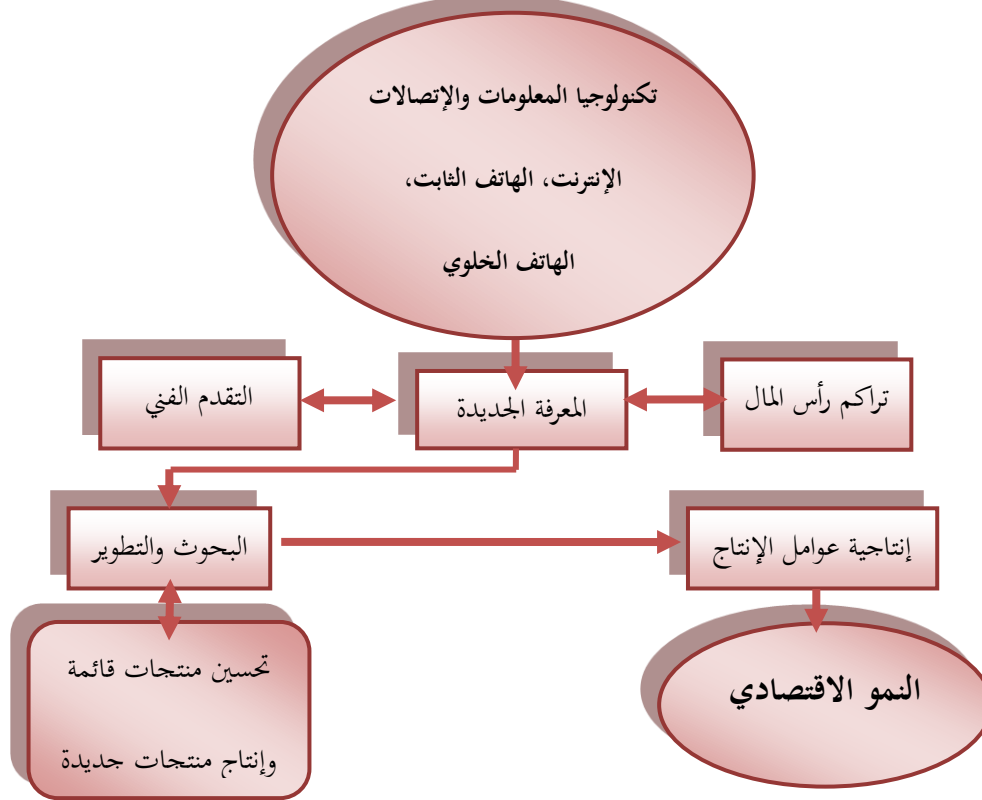 تكنولوجيا المعلومات والإتصالات
الإنترنت، الهاتف الثابت،
الهاتف الخلوي
تراكم رأس المال
المعرفة الجديدة
التقدم الفني
إنتاجية عوامل الإنتاج
البحوث والتطوير
النمو الاقتصادي
تحسين منتجات قائمة
وإنتاج منتجات جديدة